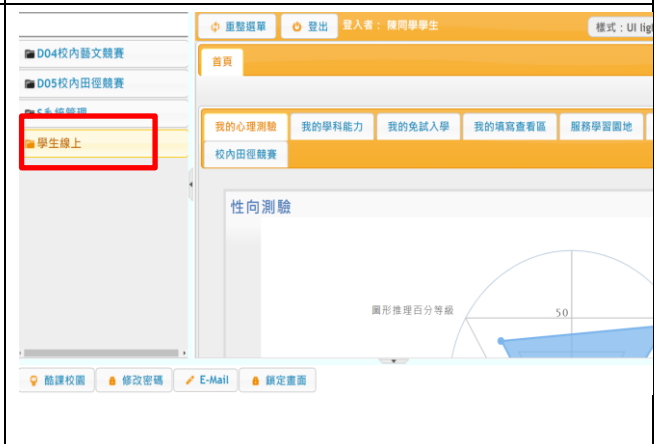 重整選單 登出 登入者： 陳同學學生 樣式：UI lig
D04校內藝文競賽
首頁
D05校內田徑競賽
S系統管理
學生線上
我的心理測驗 我的學科能力 我的免試入學 我的填寫查看區 服務學習園地
校內田徑競賽
性向測驗
圖形推理百分等級
50
酷課校園 修改密碼 E-Mail 鎖定畫面